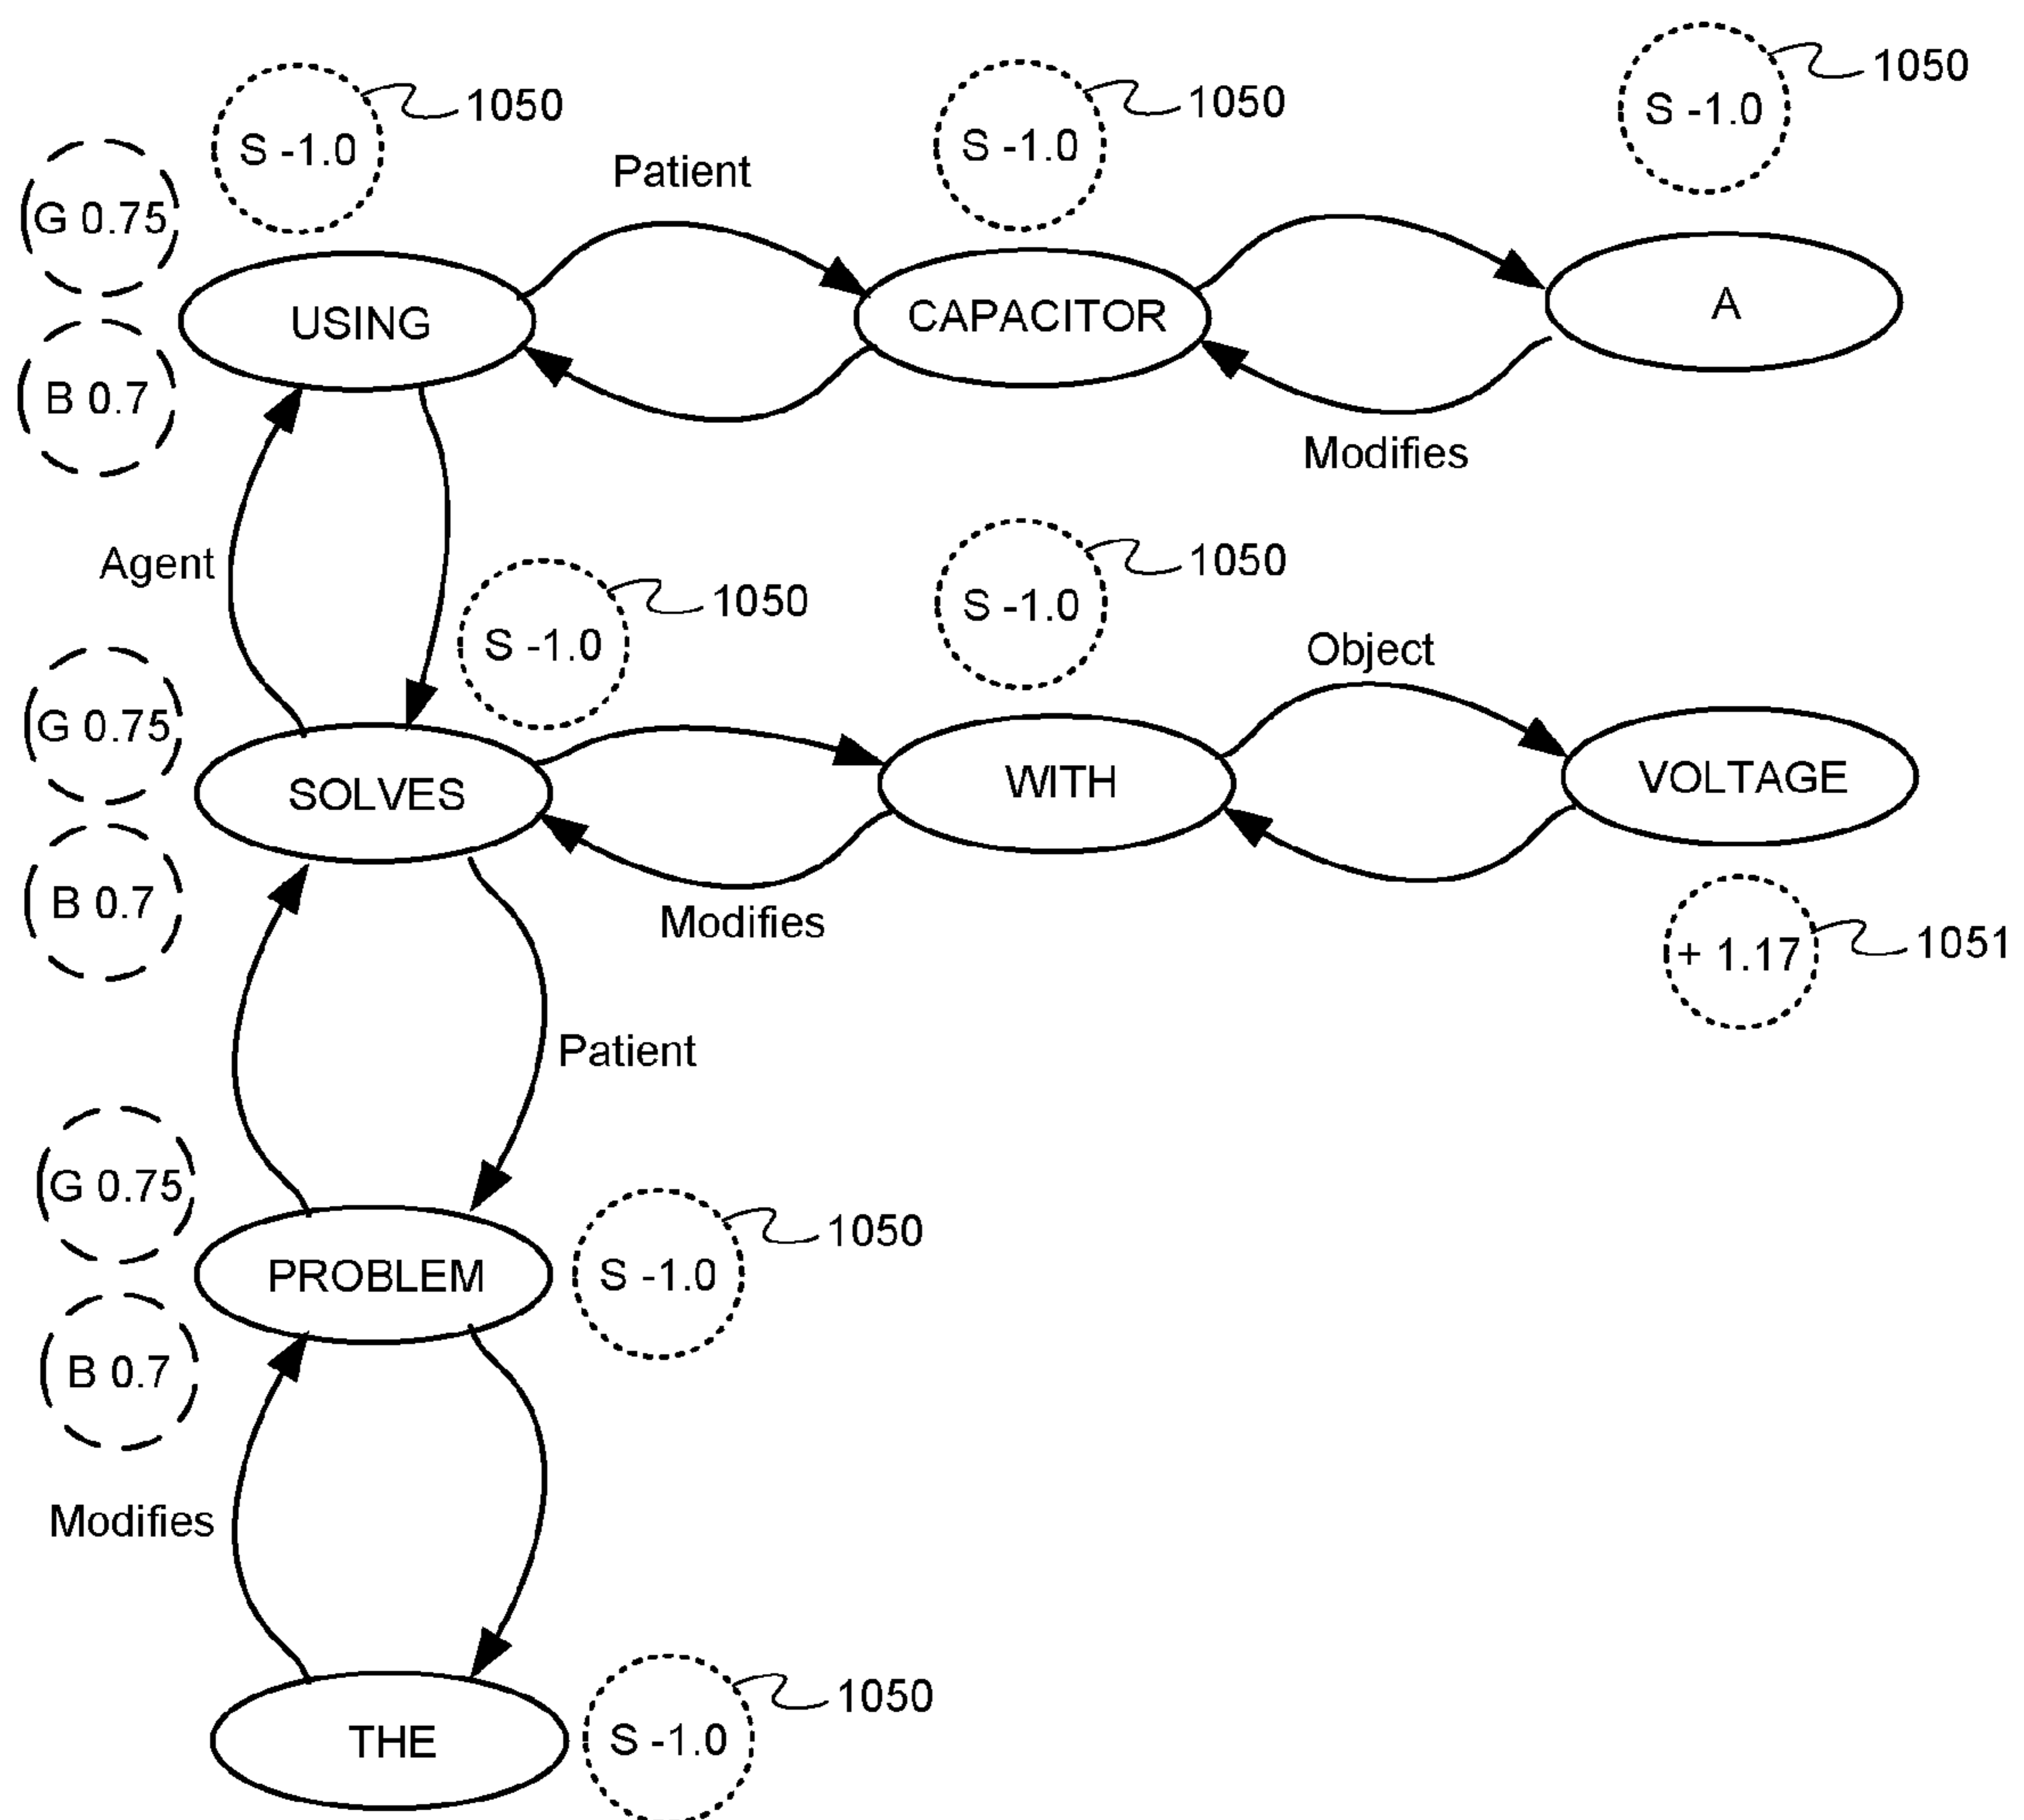 1050
1050
1050
S -1.0
S -1.0
S -1.0
Patient
G 0.75
USING
CAPACITOR
A
B 0.7
Modifies
Agent
1050
1050
S -1.0
S -1.0
Object
G 0.75
SOLVES
WITH
VOLTAGE
B 0.7
Modifies
+ 1.17
1051
Patient
G 0.75
1050
PROBLEM
S -1.0
B 0.7
Modifies
1050
THE
S -1.0